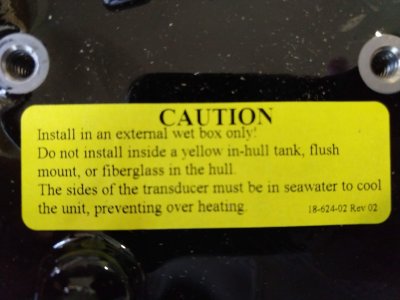 CAUTION
Install in an external wet box only!
Do not install inside a yellow in-hull tank, flush
mount, or fiberglass in the hull.
The sides of the transducer must be in seawater to cool
the unit, preventing over heating.
18-624-02 Rev 02